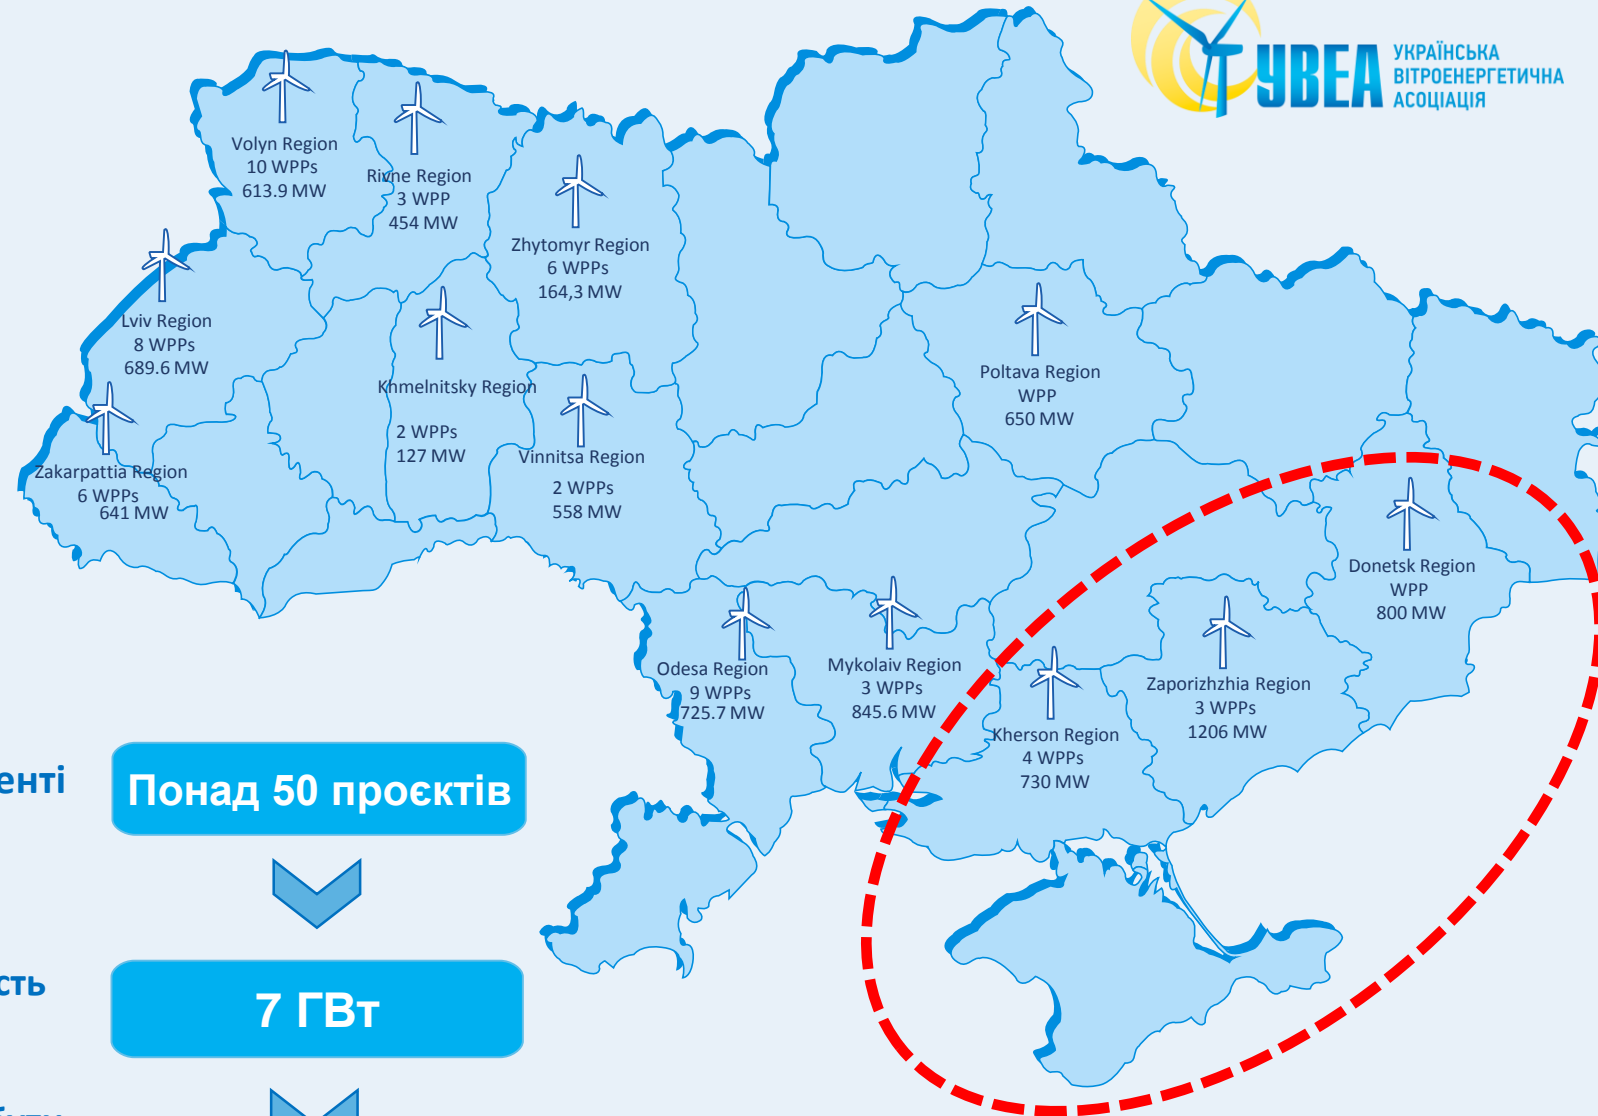 УВЕА
УКРАЇНСЬКА
ВІТРОЕНЕРГЕТИЧНА
АСОЦІАЦІЯ
Volyn Region
10 WPPs
613.9 MW
Rivne Region
3 WPP
454 MW
Zhytomyr Region
6 WPPs
164,3 MW
Lviv Region
8 WPPs
689.6 MW
Khmelnitsky Region
2 WPPs
127 MW
Poltava Region
WPP
650 MW
Zakarpattia Region
6 WPPs
641 MW
Vinnitsa Region
2 WPPs
558 MW
Donetsk Region
WPP
800 MW
Odesa Region
9 WPPs
725.7 MW
Mykolaiv Region
3 WPPs
845.6 MW
Zaporizhzhia Region
3 WPPs
1206 MW
Kherson Region
4 WPPs
730 MW
Понад 50 проєктів
7 ГВт